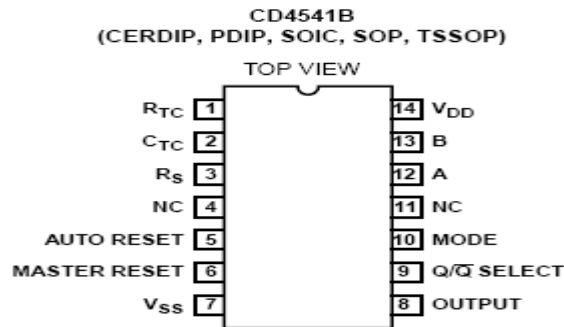 CD4541B
(CERDIP, PDIP, SOIC, SOP, TSSOP)
TOP VIEW
RTC 1 14 VDD
CTC 2 13 B
RS 3 12 A
NC 4 11 NC
AUTO RESET 5 10 MODE
MASTER RESET 6 9 Q/Q̅ SELECT
VSS 7 8 OUTPUT